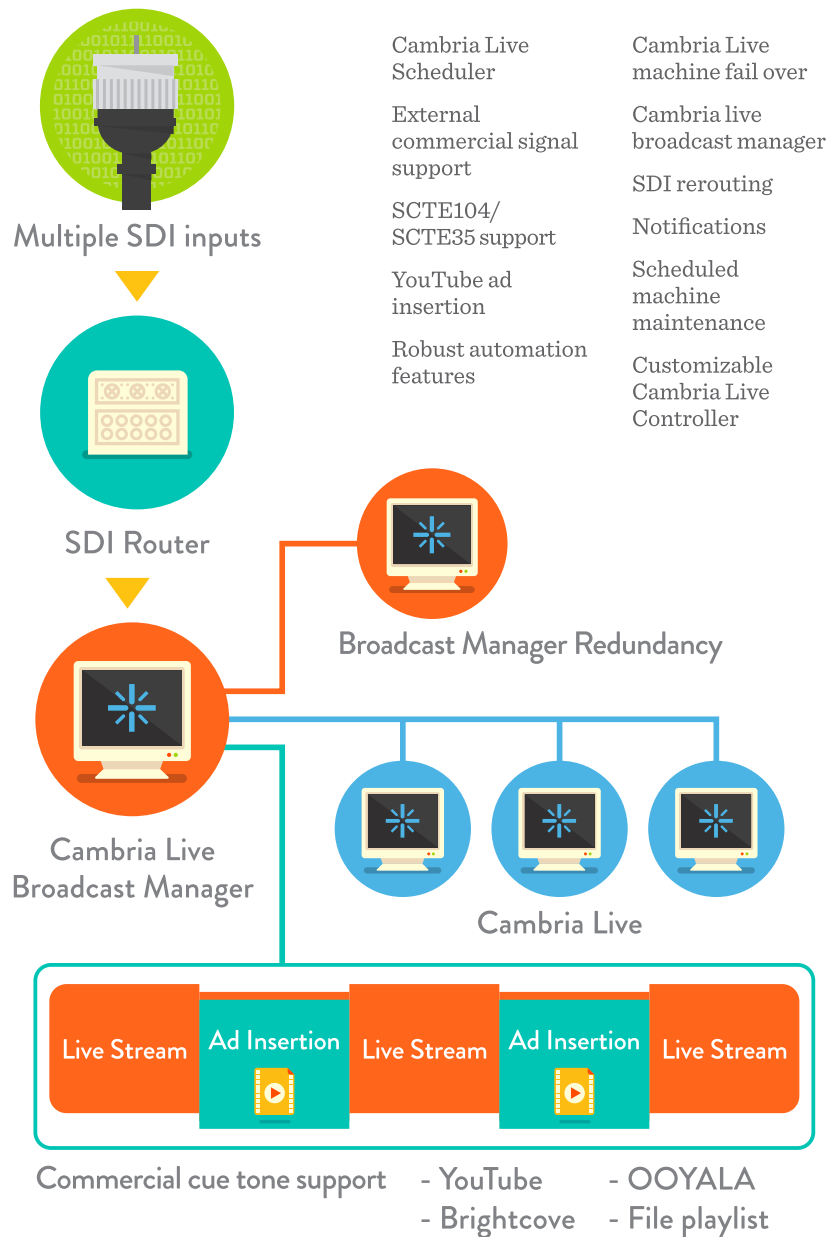 Multiple SDI inputs
Cambria Live
Scheduler
External
commercial signal
support
SCTE104/
SCTE35 support
YouTube ad
insertion
Robust automation
features
Cambria Live
machine fail over
Cambria live
broadcast manager
SDI rerouting
Notifications
Scheduled
machine
maintenance
Customizable
Cambria Live
Controller
SDI Router
Broadcast Manager Redundancy
Cambria Live
Broadcast Manager
Cambria Live
Live Stream
Ad Insertion
Live Stream
Ad Insertion
Live Stream
Commercial cue tone support
- YouTube
- Brightcove
- OOYALA
- File playlist